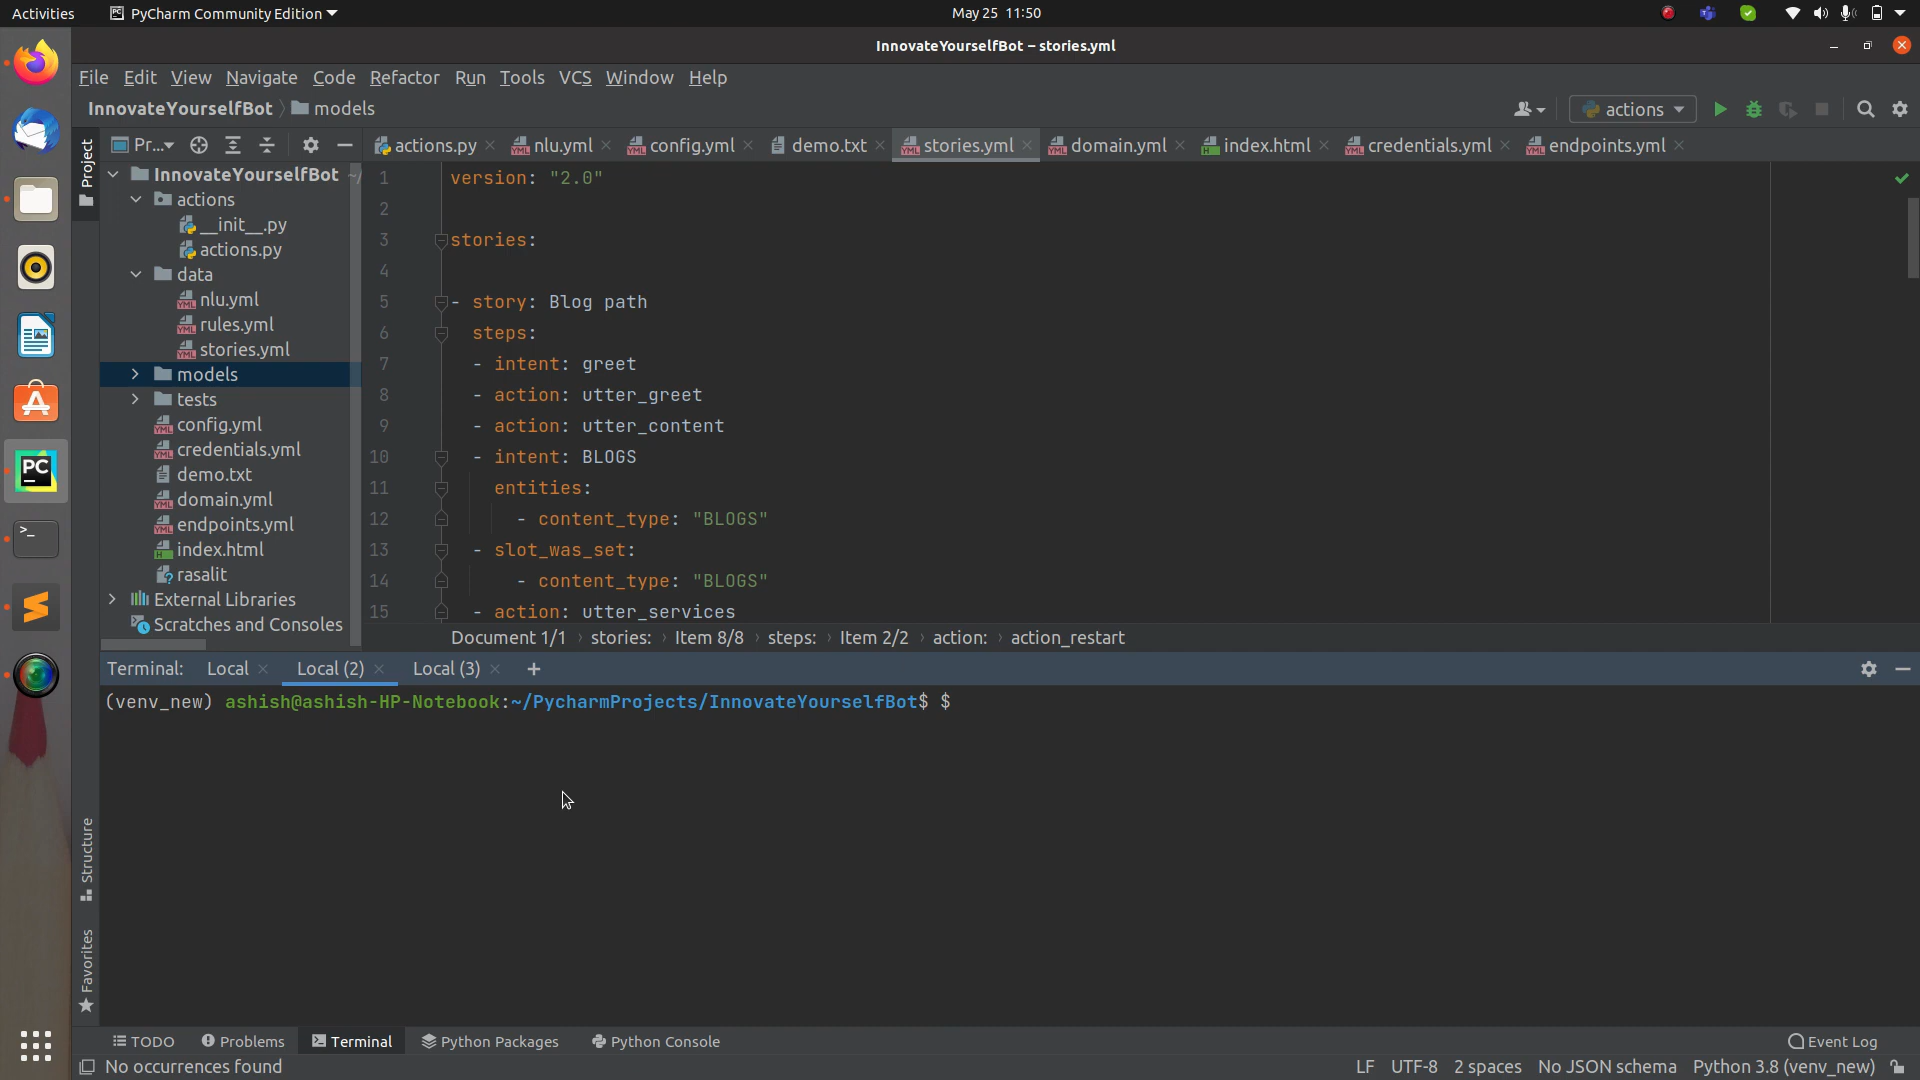 Activities
PyCharm Community Edition
May 25 11:50
InnovateYourselfBot – stories.yml
File Edit View Navigate Code Refactor Run Tools VCS Window Help
InnovateYourselfBot models
actions
Project
Pr...
actions.py
nlu.yml
config.yml
demo.txt
stories.yml
domain.yml
index.html
credentials.yml
endpoints.yml
InnovateYourselfBot ~/
actions
__init__.py
actions.py
data
nlu.yml
rules.yml
stories.yml
models
tests
config.yml
credentials.yml
demo.txt
domain.yml
endpoints.yml
index.html
rasalit
External Libraries
Scratches and Consoles
1 version: "2.0"
2
3 stories:
4
5 - story: Blog path
6 steps:
7 - intent: greet
8 - action: utter_greet
9 - action: utter_content
10 - intent: BLOGS
11 entities:
12 - content_type: "BLOGS"
13 - slot_was_set:
14 - content_type: "BLOGS"
15 - action: utter_services
Document 1/1 › stories: › Item 8/8 › steps: › Item 2/2 › action: › action_restart
Terminal: Local Local (2) Local (3) +
(venv_new) ashish@ashish-HP-Notebook:~/PycharmProjects/InnovateYourselfBot$ $
Structure
Favorites
TODO Problems Terminal Python Packages Python Console Event Log
No occurrences found LF UTF-8 2 spaces No JSON schema Python 3.8 (venv_new)